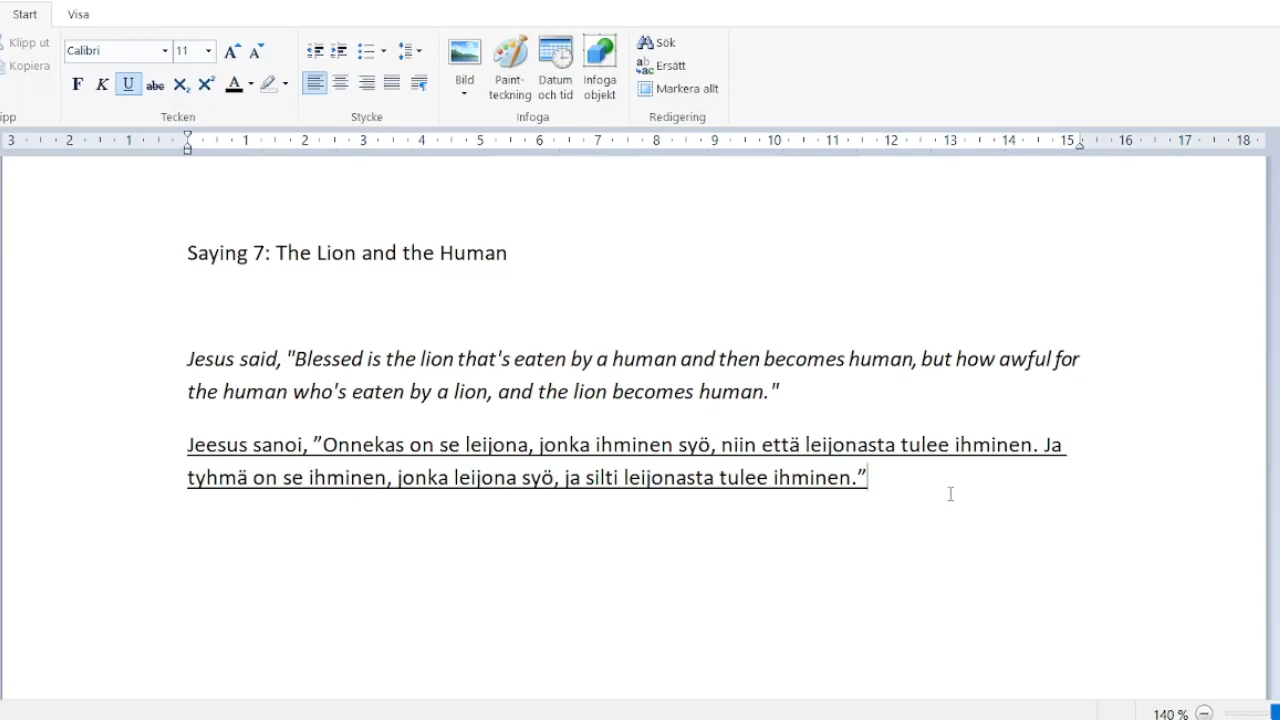 Start Visa
Klipp ut
Kopiera
Calibri 11
F K U abc X₂ X² A
Bild
Paint-
teckning
Datum
och tid
Infoga
objekt
Sök
Ersätt
Markera allt
Tecken Stycke Infoga Redigering
3 2 1 1 2 3 4 5 6 7 8 9 10 11 12 13 14 15 16 17 18
Saying 7: The Lion and the Human
Jesus said, "Blessed is the lion that's eaten by a human and then becomes human, but how awful for
the human who's eaten by a lion, and the lion becomes human."
Jeesus sanoi, ”Onnekas on se leijona, jonka ihminen syö, niin että leijonasta tulee ihminen. Ja
tyhmä on se ihminen, jonka leijona syö, ja silti leijonasta tulee ihminen.”
140 %